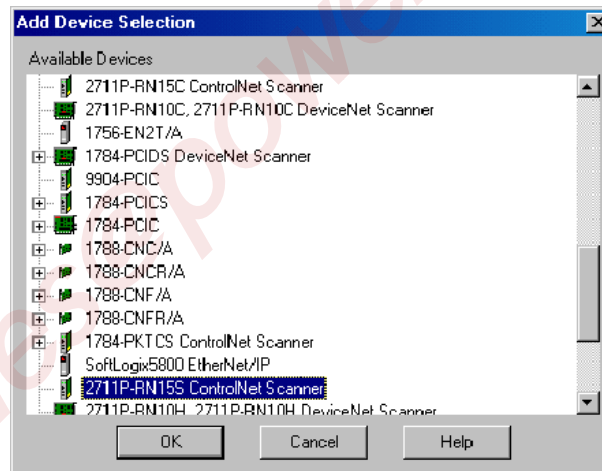 Add Device Selection
Available Devices
2711P-RN15C ControlNet Scanner
2711P-RN10C, 2711P-RN10C DeviceNet Scanner
1756-EN2T/A
1784-PCIDS DeviceNet Scanner
9904-PCIC
1784-PCICS
1784-PCIC
1788-CNC/A
1788-CNCR/A
1788-CNF/A
1788-CNFR/A
1784-PKTCS ControlNet Scanner
SoftLogix5800 EtherNet/IP
2711P-RN15S ControlNet Scanner
2711P-RN10H, 2711P-RN10H DeviceNet Scanner
OK
Cancel
Help